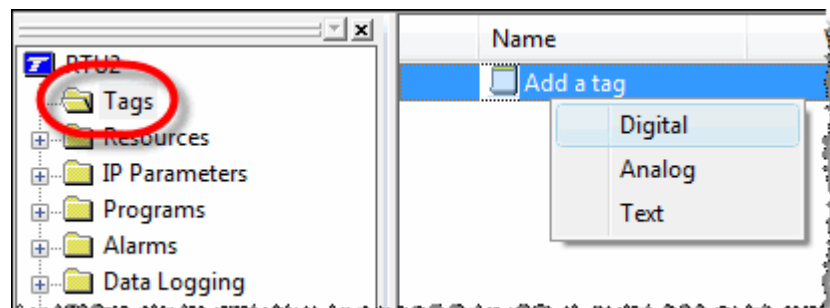 RTU2
Tags
Resources
IP Parameters
Programs
Alarms
Data Logging
Name
Add a tag
Digital
Analog
Text